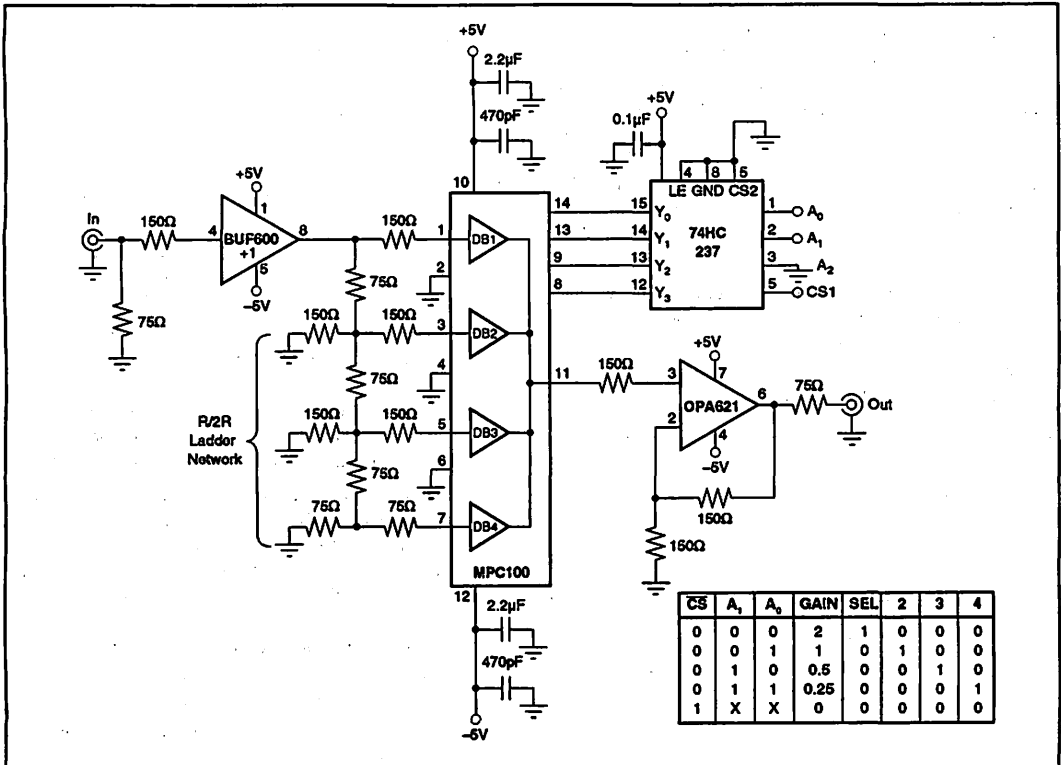 +5V
2.2µF
470pF
10
+5V
0.1µF
4 8 5
LE GND CS2
14 15 Y₀
13 14 Y₁
9 13 Y₂
8 12 Y₃
74HC
237
1 A₀
2 A₁
3 A₂
5 CS1
In
150Ω
75Ω
4
+5V
1
BUF600
+1
5
–5V
8
150Ω
1
DB1
2
75Ω
150Ω
150Ω
3
DB2
4
75Ω
150Ω
150Ω
5
DB3
6
75Ω
75Ω
75Ω
7
DB4
R/2R
Laddor
Network
MPC100
12
11
150Ω
3
2
+5V
7
OPA621
4
–5V
6
75Ω
Out
150Ω
150Ω
2.2µF
470pF
–5V
CS A₁ A₀ GAIN SEL 2 3 4
0 0 0 2 1 0 0 0
0 0 1 1 0 1 0 0
0 1 0 0.5 0 0 1 0
0 1 1 0.25 0 0 0 1
1 X X 0 0 0 0 0